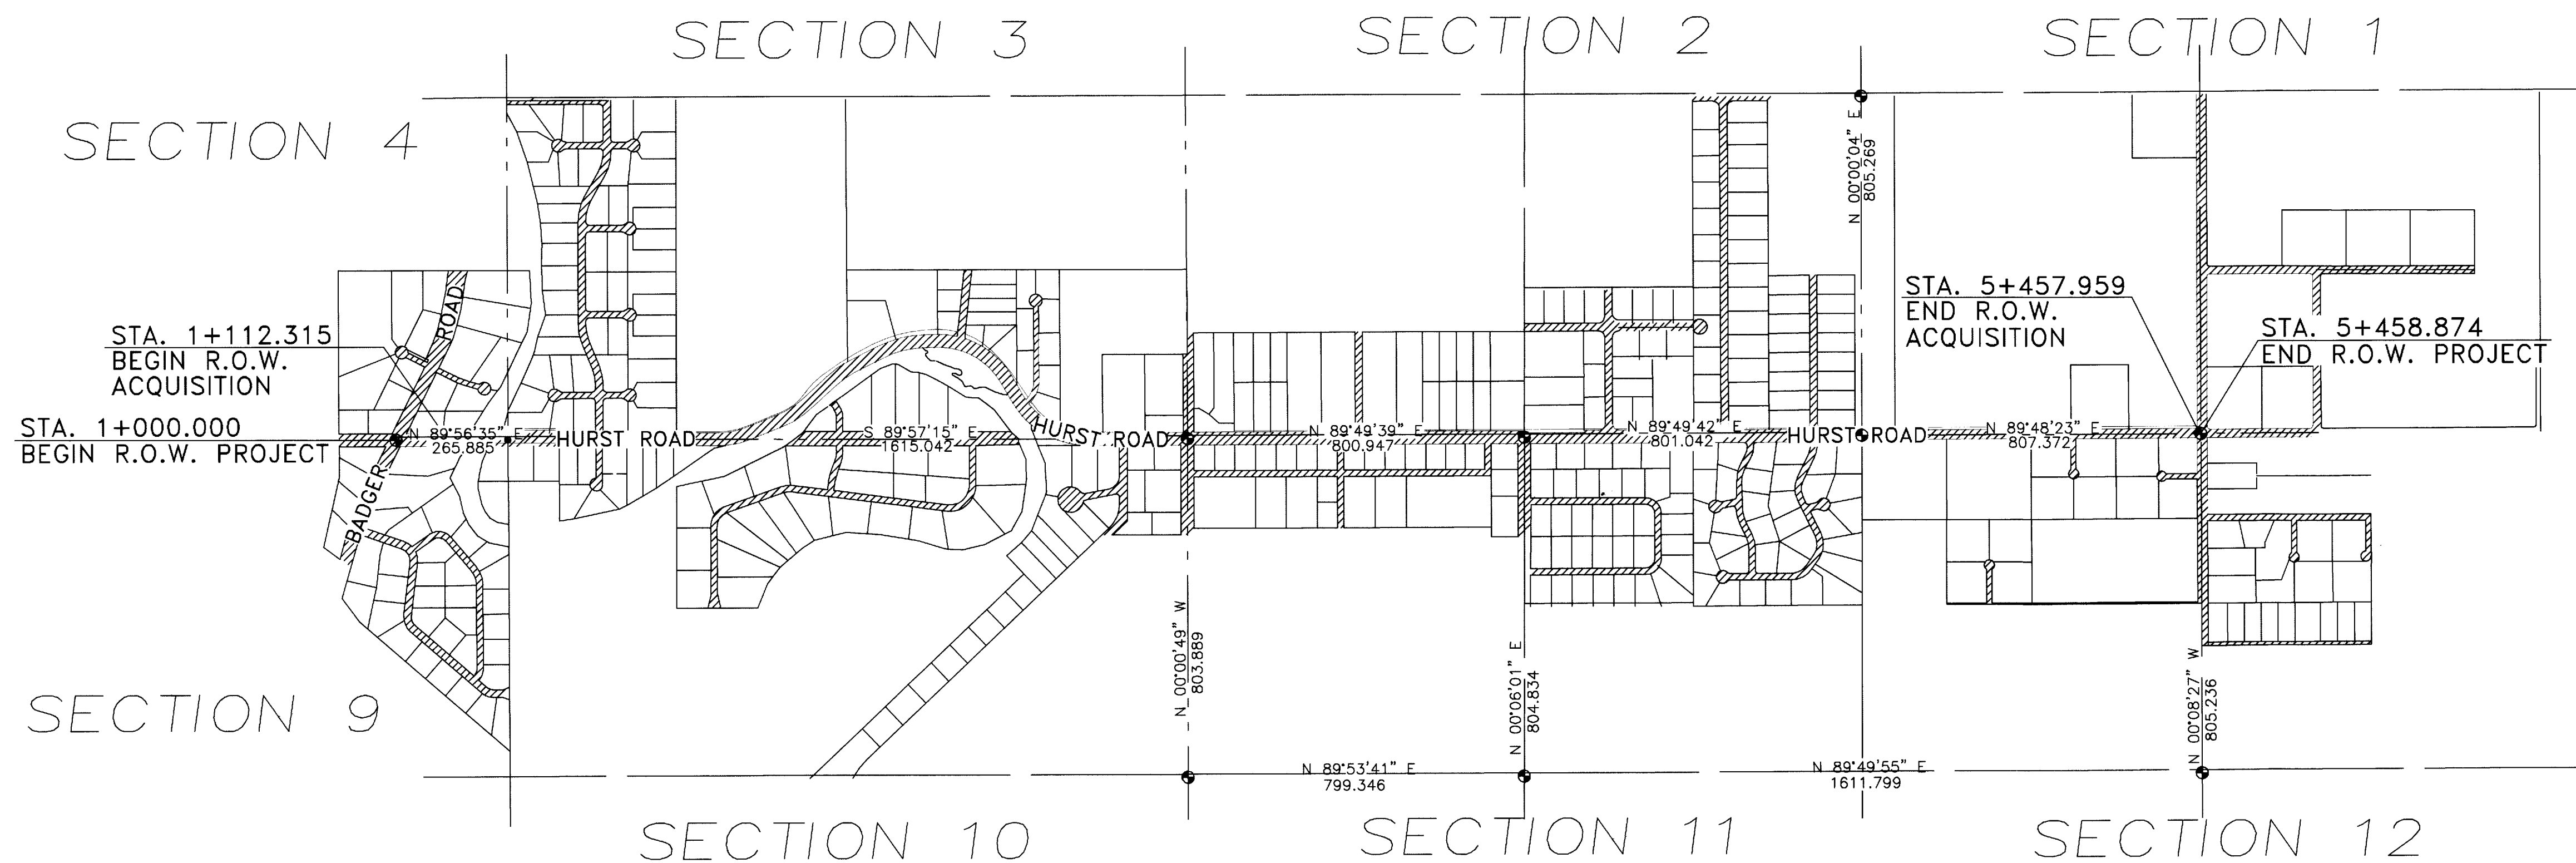 SECTION 3
SECTION 2
SECTION 1
SECTION 4
N 00°00'04" E
805.269
ROAD
STA. 1+112.315
BEGIN R.O.W.
ACQUISITION
STA. 5+457.959
END R.O.W.
ACQUISITION
STA. 5+458.874
END R.O.W. PROJECT
STA. 1+000.000
BEGIN R.O.W. PROJECT
N 89°56'35" E
265.885
HURST ROAD
S 89°57'15" E
1615.042
HURST ROAD
N 89°49'39" E
800.947
N 89°49'42" E
801.042
HURST ROAD
N 89°48'23" E
807.372
BADGER
N 00°00'49" W
803.889
N 00°06'01" E
804.834
N 00°08'27" W
805.236
SECTION 9
N 89°53'41" E
799.346
N 89°49'55" E
1611.799
SECTION 10
SECTION 11
SECTION 12